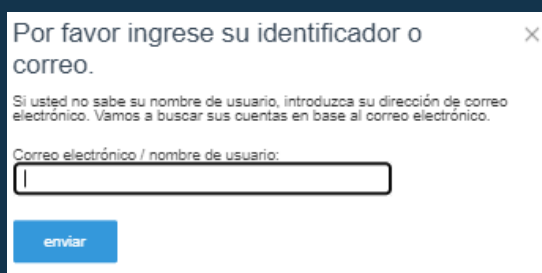 Por favor ingrese su identificador o
correo.
Si usted no sabe su nombre de usuario, introduzca su dirección de correo
electrónico. Vamos a buscar sus cuentas en base al correo electrónico.
Correo electrónico / nombre de usuario:
enviar